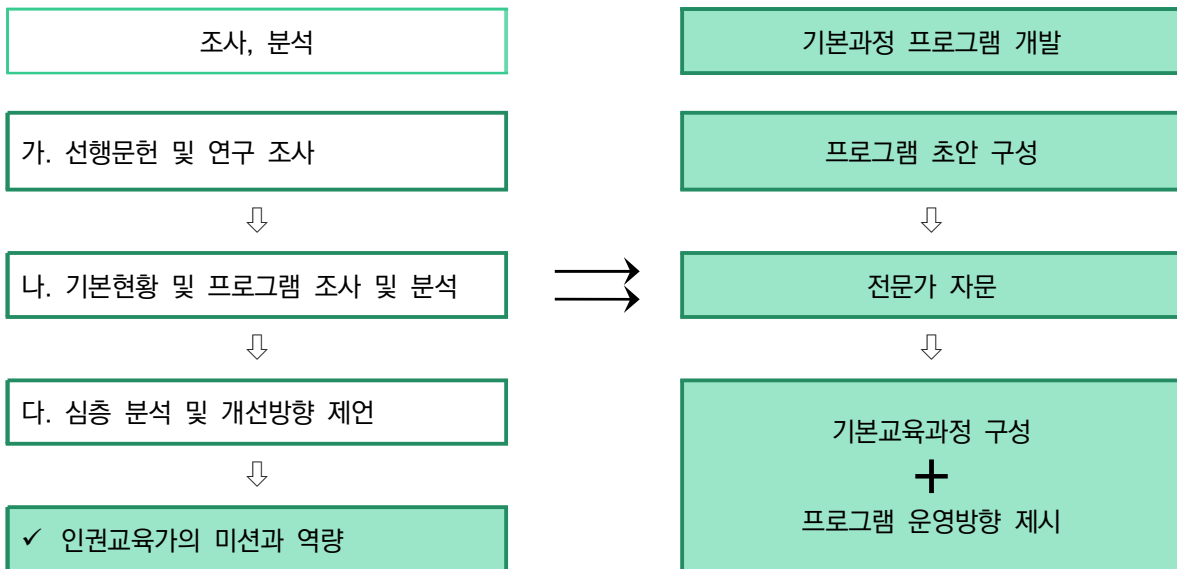 조사, 분석
가. 선행문헌 및 연구 조사
⇩
나. 기본현황 및 프로그램 조사 및 분석
⇩
다. 심층 분석 및 개선방향 제언
⇩
✓ 인권교육가의 미션과 역량
기본과정 프로그램 개발
프로그램 초안 구성
⇩
전문가 자문
⇩
기본교육과정 구성
+
프로그램 운영방향 제시